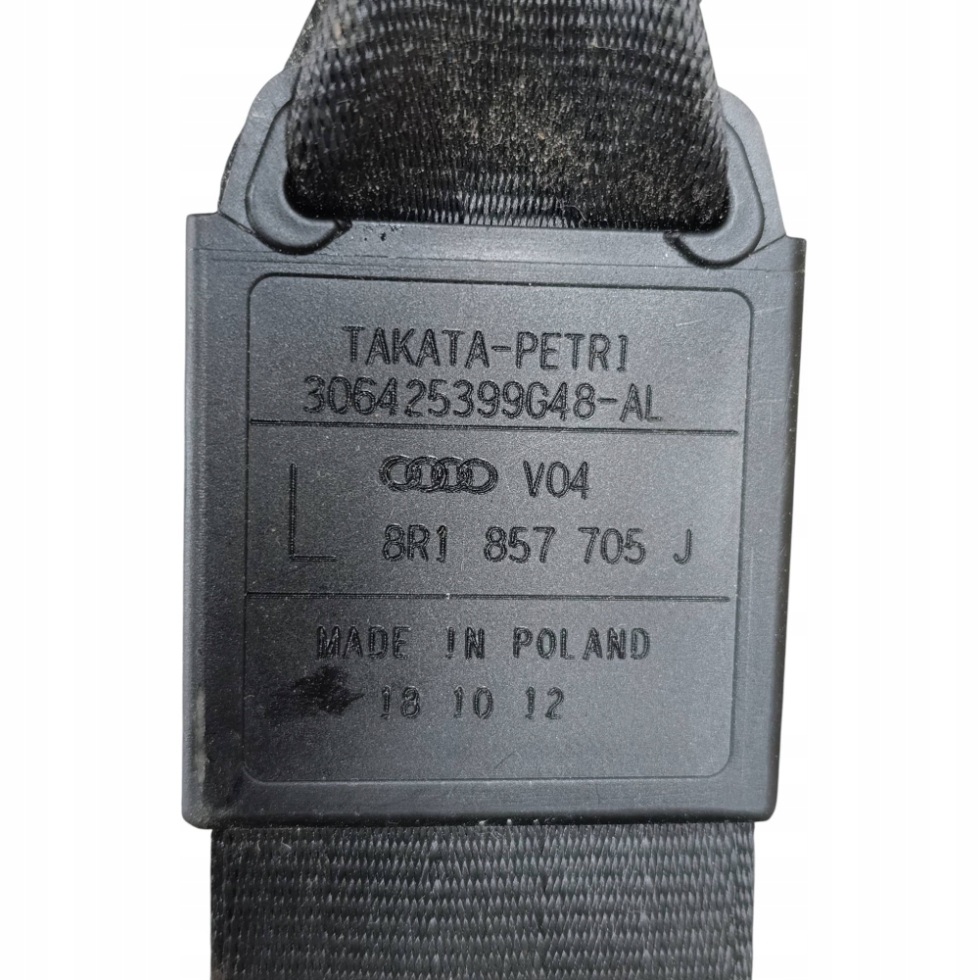 TAKATA-PETRI
306425399G48-AL
L V04
8R1 857 705 J
MADE IN POLAND
18 10 12